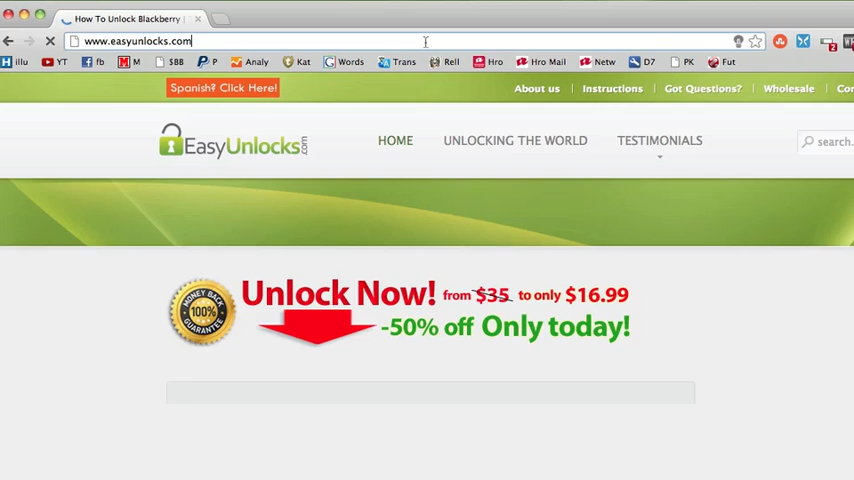 How To Unlock Blackberry |
www.easyunlocks.com
illu YT fb M $BB P Analy Kat Words Trans Rell Hro Hro Mail Netw D7 PK Fut
Spanish? Click Here! About us Instructions Got Questions? Wholesale
EasyUnlocks.com HOME UNLOCKING THE WORLD TESTIMONIALS search.
MONEY BACK 100% GUARANTEE
Unlock Now! from $35 to only $16.99
-50% off Only today!